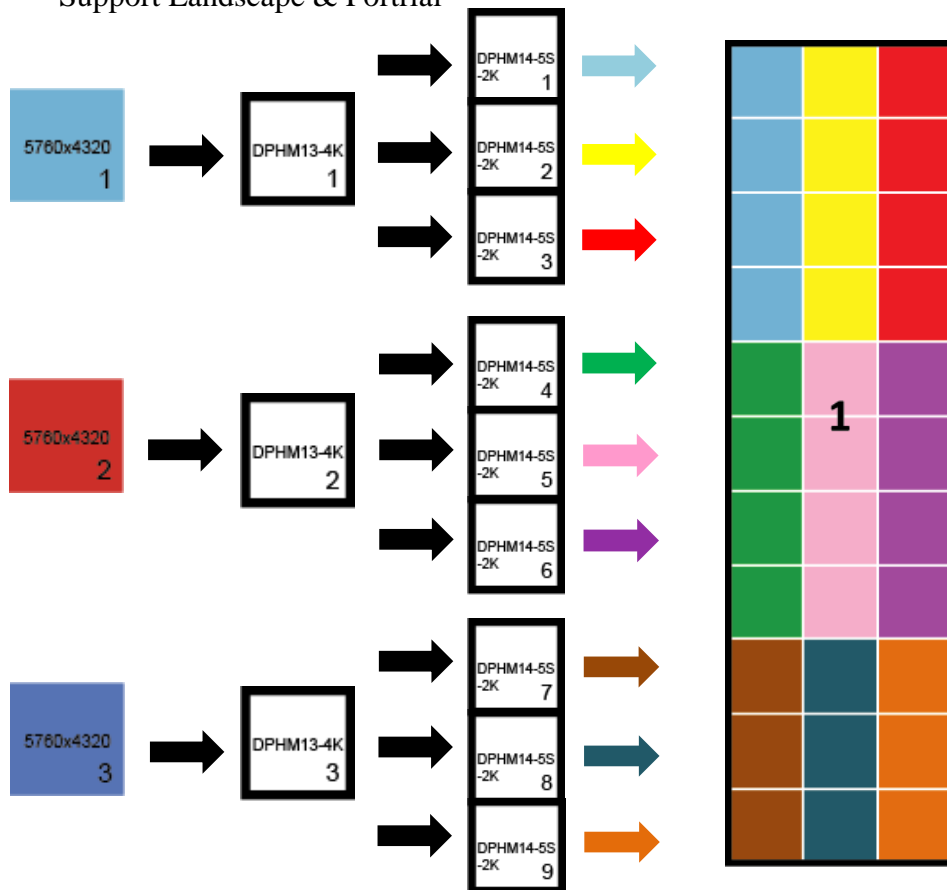 Support Landscape & Portrial
5760x4320
1
DPHM13-4K
1
DPHM14-5S
-2K
1
DPHM14-5S
-2K
2
DPHM14-5S
-2K
3
5760x4320
2
DPHM13-4K
2
DPHM14-5S
-2K
4
DPHM14-5S
-2K
5
DPHM14-5S
-2K
6
5760x4320
3
DPHM13-4K
3
DPHM14-5S
-2K
7
DPHM14-5S
-2K
8
DPHM14-5S
-2K
9
1